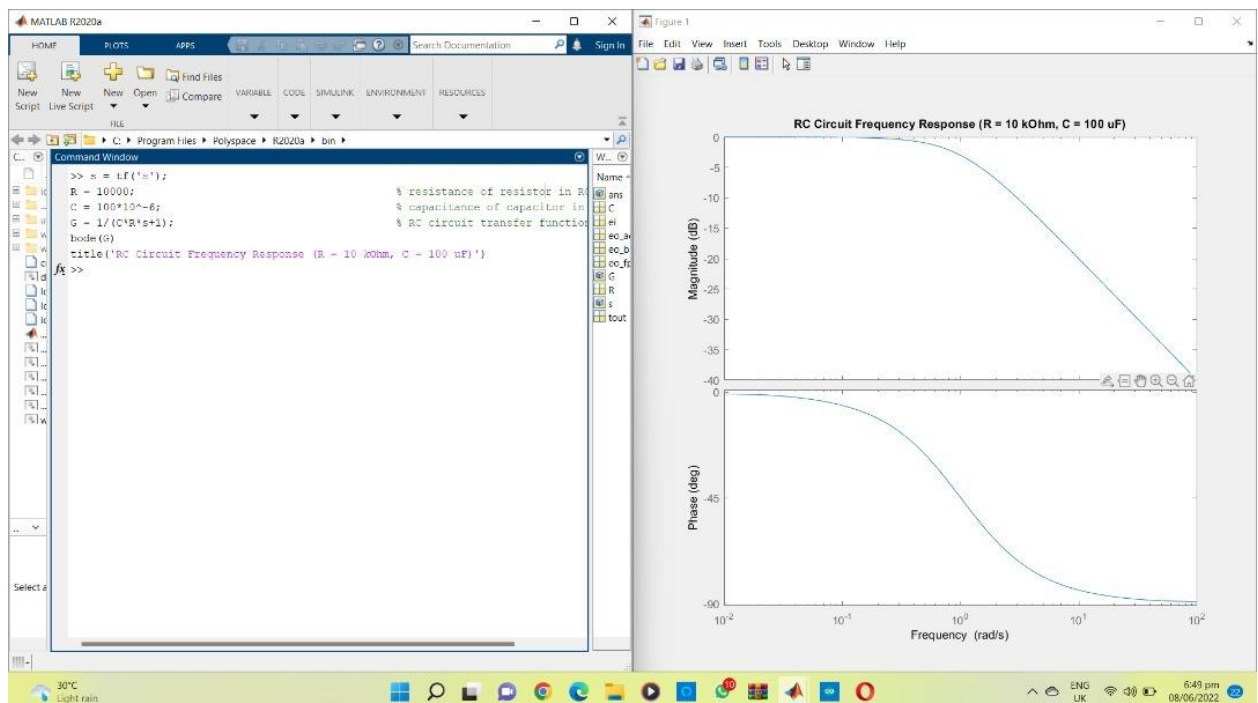 MATLAB R2020a
HOME PLOTS APPS Search Documentation Sign In
New Script
New Live Script
New
Open
Find Files
Compare
VARIABLE CODE SIMULINK ENVIRONMENT RESOURCES
FILE
C: Program Files Polyspace R2020a bin
C...
Command Window
W...
>> s = tf('s');
R = 10000; % resistance of resistor in
C = 100*10^-6; % capacitance of capacitor in
G = 1/(C*R*s+1); % RC circuit transfer function
bode(G)
title('RC Circuit Frequency Response (R = 10 kOhm, C = 100 uF)')
fx >>
Name
ans
C
ei
G
R
s
tout
Select a
Figure 1
File Edit View Insert Tools Desktop Window Help
RC Circuit Frequency Response (R = 10 kOhm, C = 100 uF)
Magnitude (dB)
0
-5
-10
-15
-20
-25
-30
-35
-40
Phase (deg)
0
-45
-90
10-2 10-1 100 101 102
Frequency (rad/s)
30°C
Light rain
10
ENG
UK
6:49 pm
08/06/2022
22